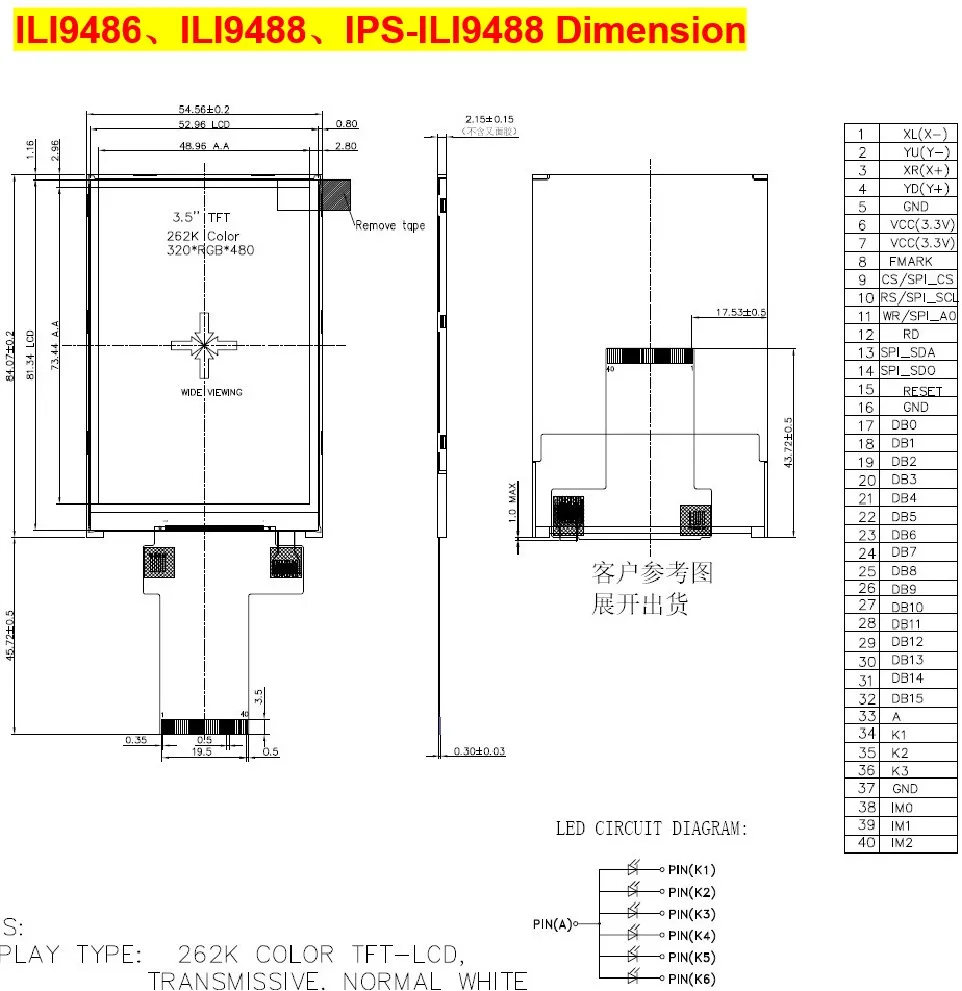 ILI9486、ILI9488、IPS-ILI9488 Dimension
54.56±0.2
52.96 LCD
0.80
48.96 A.A
2.80
1.16
2.96
2.15±0.15
(不含叉面胶)
3.5" TFT
262K Color
320*RGB*480
Remove tape
84.07±0.2
81.34 LCD
73.44 A.A
WIDE VIEWING
17.53±0.5
40
1
43.72±0.5
1.0 MAX
客户参考图
展开出货
45.72±0.5
3.5
1
40
0.35
0.5
19.5
0.5
0.30±0.03
1 XL(X-)
2 YU(Y-)
3 XR(X+)
4 YD(Y+)
5 GND
6 VCC(3.3V)
7 VCC(3.3V)
8 FMARK
9 CS/SPI_CS
10 RS/SPI_SCL
11 WR/SPI_A0
12 RD
13 SPI_SDA
14 SPI_SDO
15 RESET
16 GND
17 DB0
18 DB1
19 DB2
20 DB3
21 DB4
22 DB5
23 DB6
24 DB7
25 DB8
26 DB9
27 DB10
28 DB11
29 DB12
30 DB13
31 DB14
32 DB15
33 A
34 K1
35 K2
36 K3
37 GND
38 IM0
39 IM1
40 IM2
LED CIRCUIT DIAGRAM:
PIN(A)
PIN(K1)
PIN(K2)
PIN(K3)
PIN(K4)
PIN(K5)
PIN(K6)
S:
PLAY TYPE: 262K COLOR TFT-LCD,
TRANSMISSIVE, NORMAL WHITE